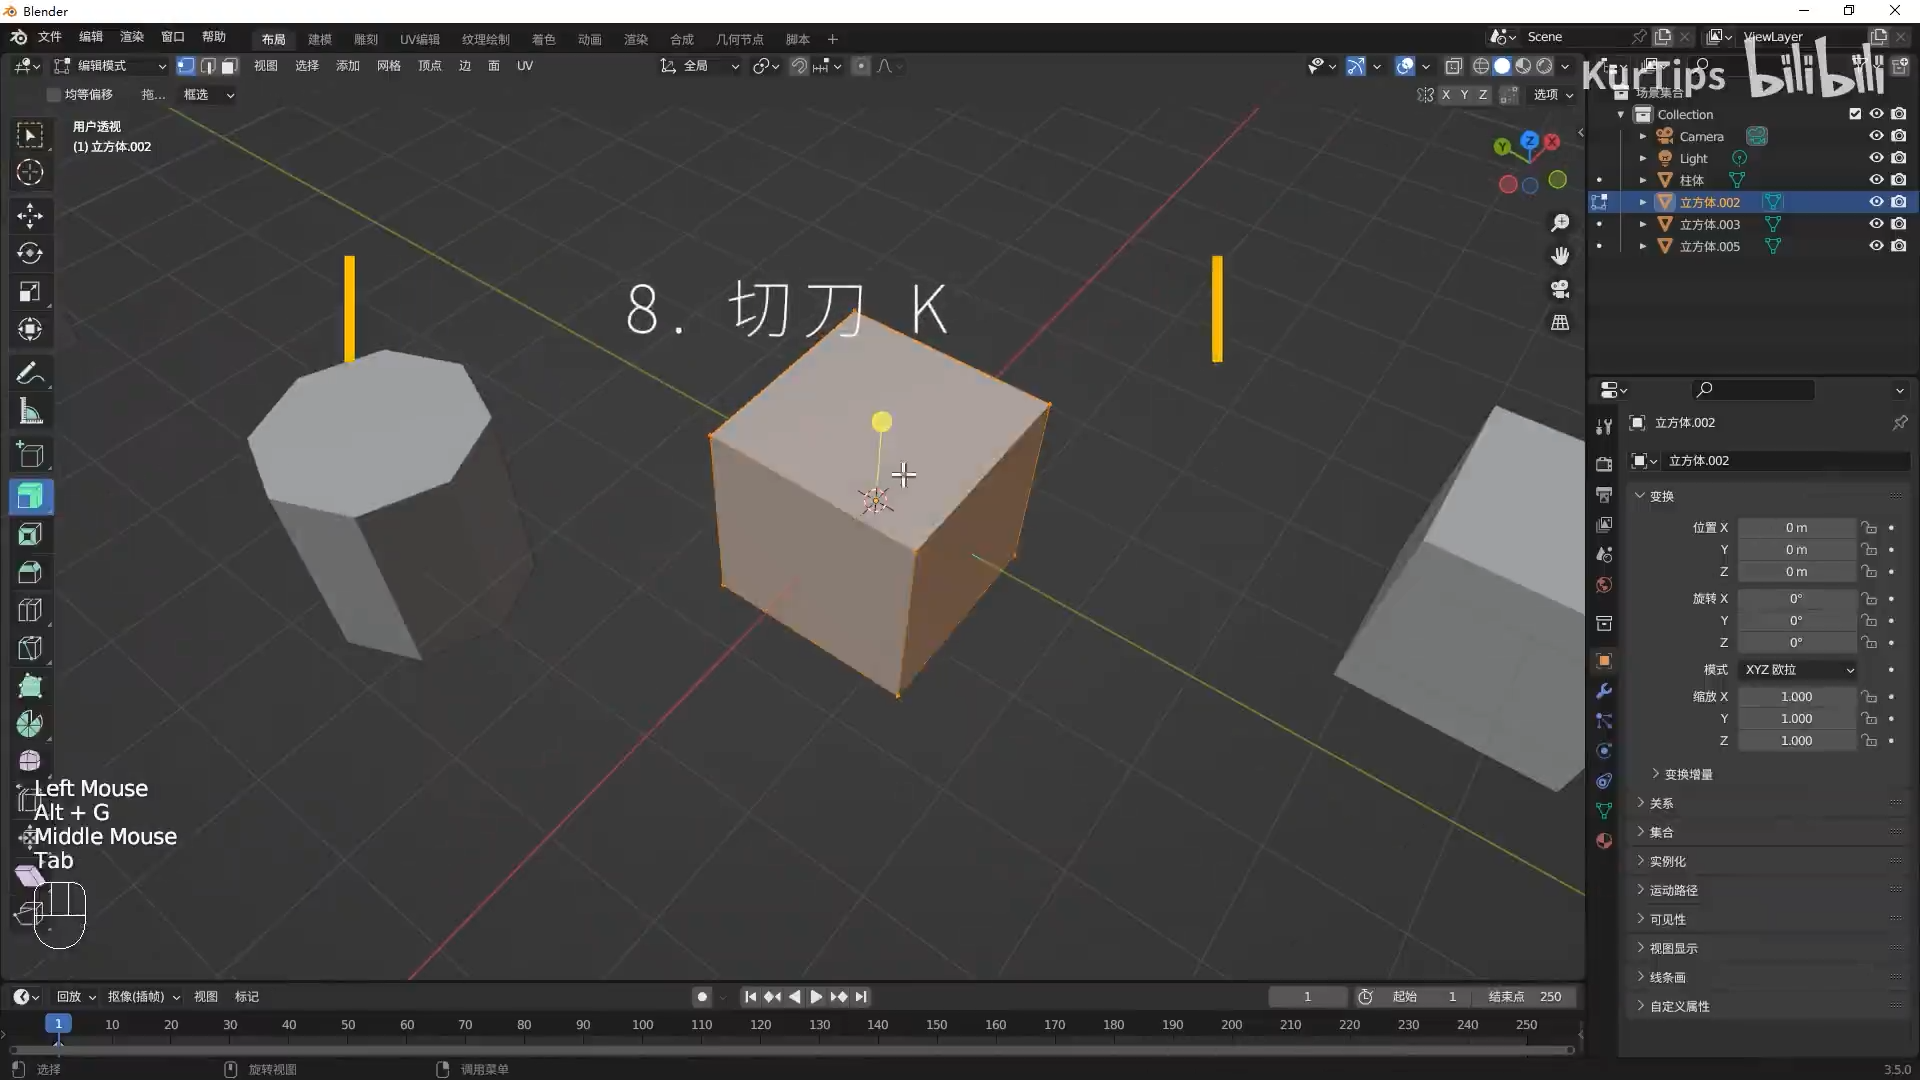 Blender
文件 编辑 渲染 窗口 帮助 布局 建模 雕刻 UV编辑 纹理绘制 着色 动画 渲染 合成 几何节点 脚本 + Scene ViewLayer
编辑模式 视图 选择 添加 网格 顶点 边 面 UV 全局
KurTips bilibili
均等偏移 拖... 框选 X Y Z 选项
场景集合
用户透视
(1) 立方体.002
Collection
Camera
Light
柱体
立方体.002
立方体.003
立方体.005
Z
X
Y
8. 切刀 K
立方体.002
立方体.002
变换
位置 X 0 m
Y 0 m
Z 0 m
旋转 X 0°
Y 0°
Z 0°
模式 XYZ 欧拉
缩放 X 1.000
Y 1.000
Z 1.000
变换增量
关系
集合
实例化
运动路径
可见性
视图显示
线条画
自定义属性
Left Mouse
Alt + G
Middle Mouse
Tab
回放 抠像(插帧) 视图 标记 1 起始 1 结束点 250
1 10 20 30 40 50 60 70 80 90 100 110 120 130 140 150 160 170 180 190 200 210 220 230 240 250
选择 旋转视图 调用菜单 3.5.0